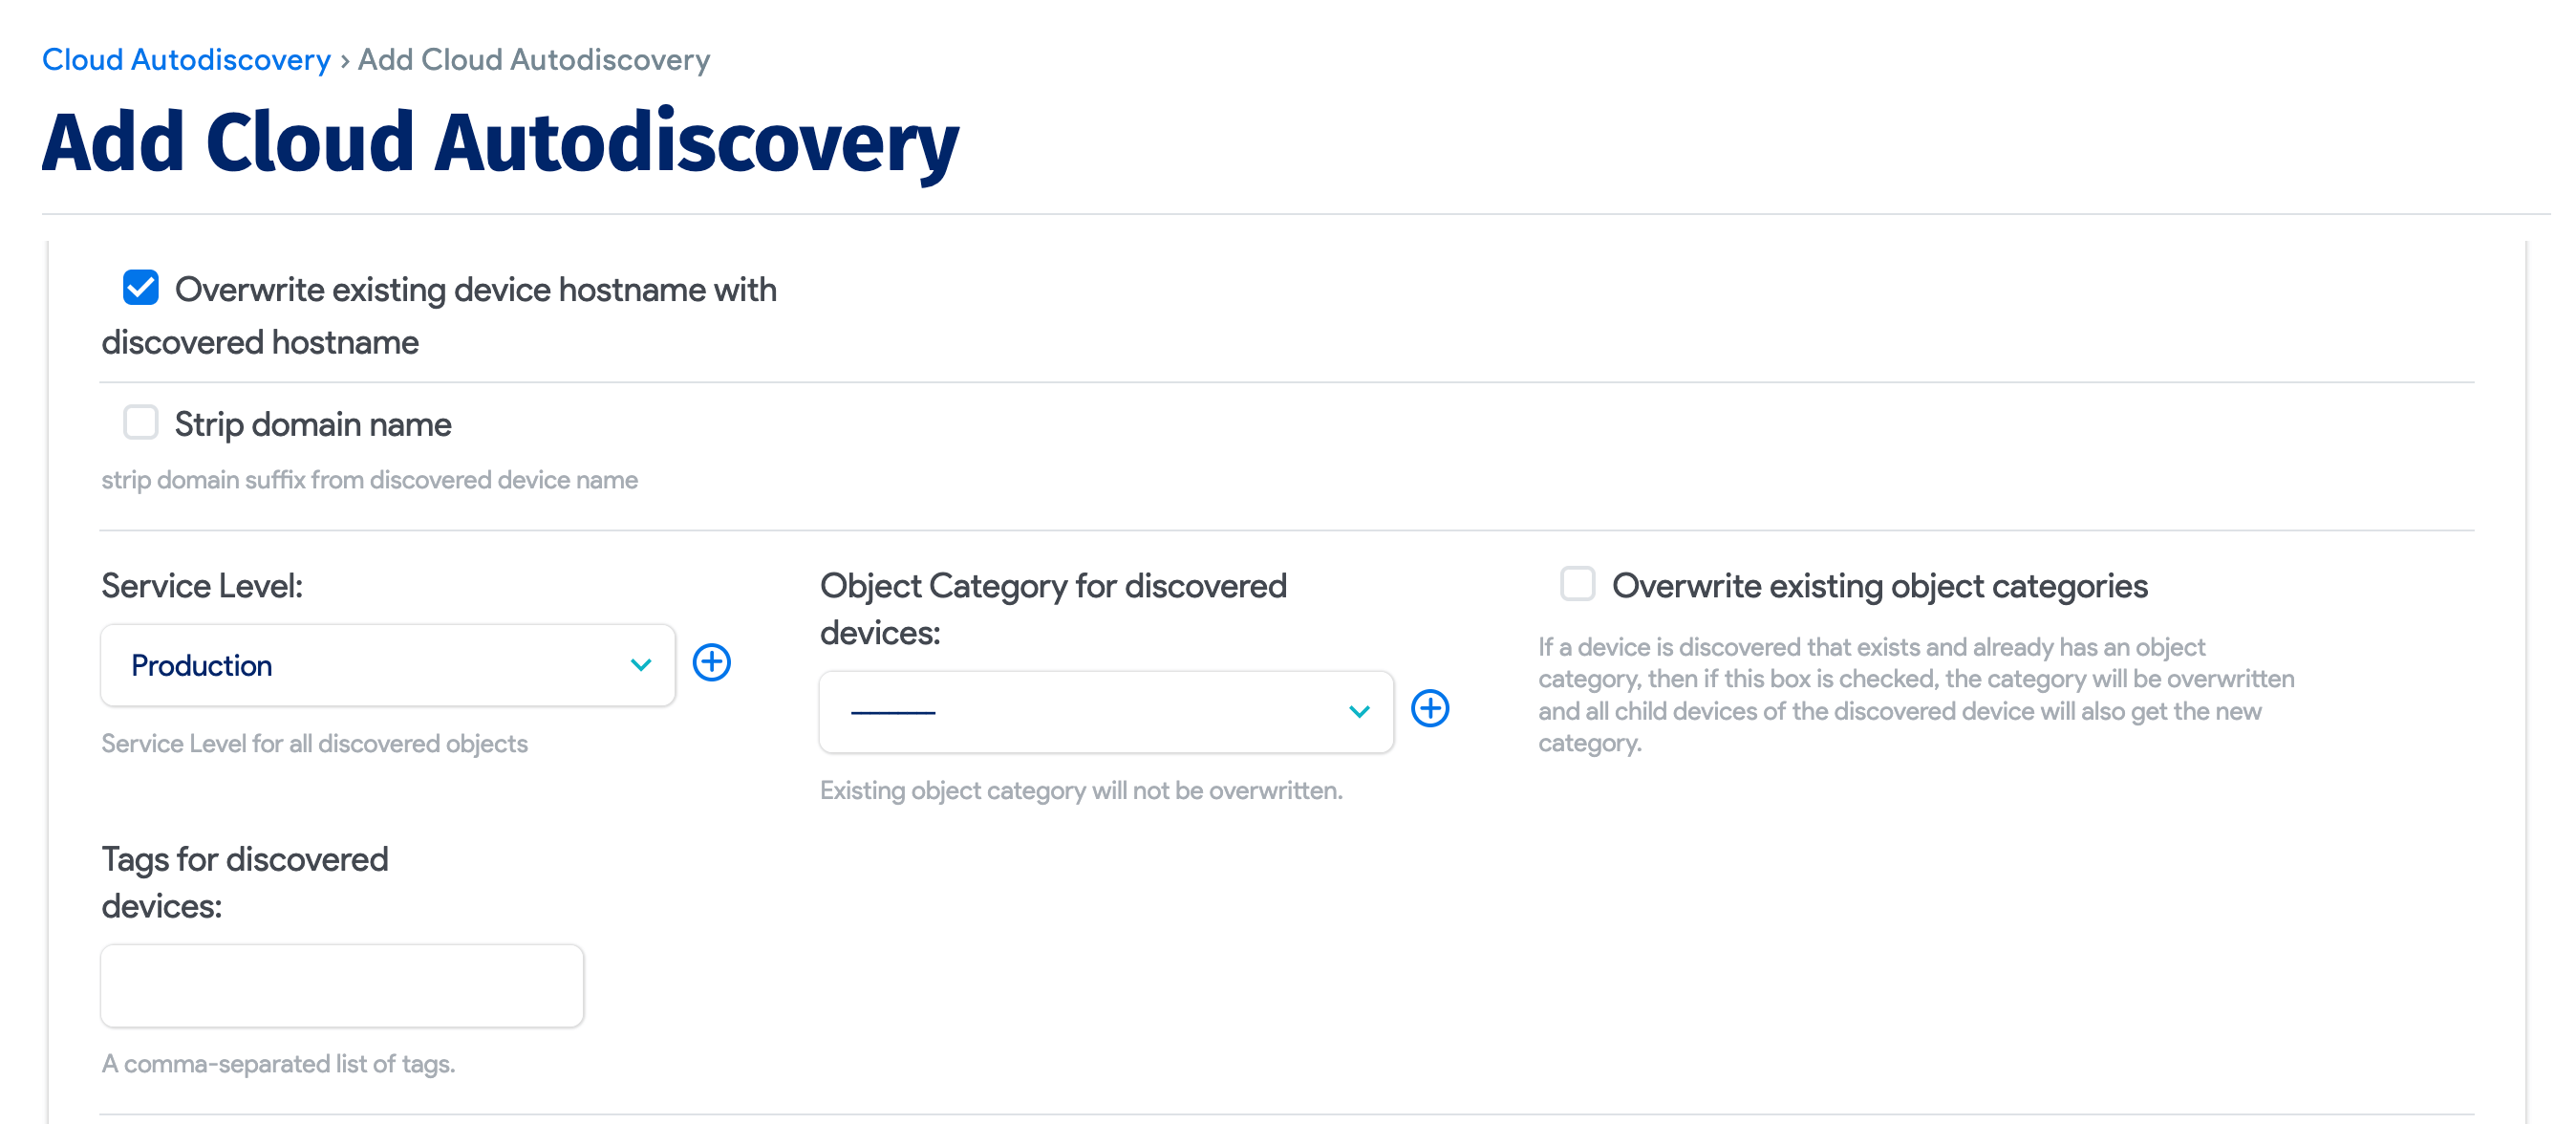 Cloud Autodiscovery › Add Cloud Autodiscovery
Add Cloud Autodiscovery
Overwrite existing device hostname with
discovered hostname
Strip domain name
strip domain suffix from discovered device name
Service Level:
Production
Service Level for all discovered objects
Object Category for discovered
devices:
---------
Existing object category will not be overwritten.
Overwrite existing object categories
If a device is discovered that exists and already has an object
category, then if this box is checked, the category will be overwritten
and all child devices of the discovered device will also get the new
category.
Tags for discovered
devices:
A comma-separated list of tags.